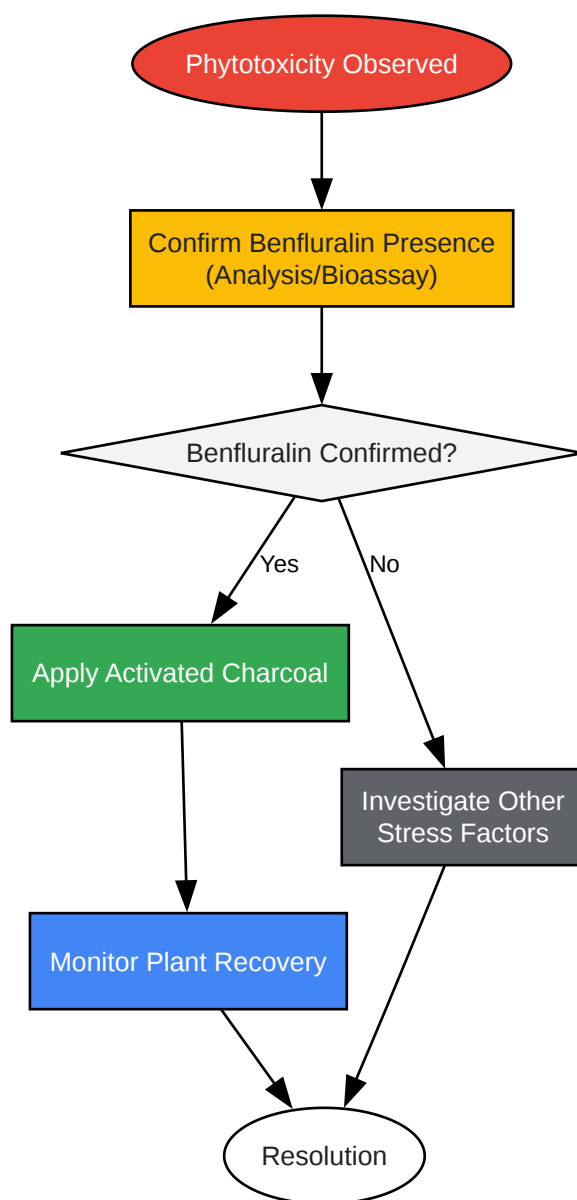 Phytotoxicity Observed
Confirm Benfluralin Presence
(Analysis/Bioassay)
Benfluralin Confirmed?
Yes
No
Apply Activated Charcoal
Investigate Other
Stress Factors
Monitor Plant Recovery
Resolution